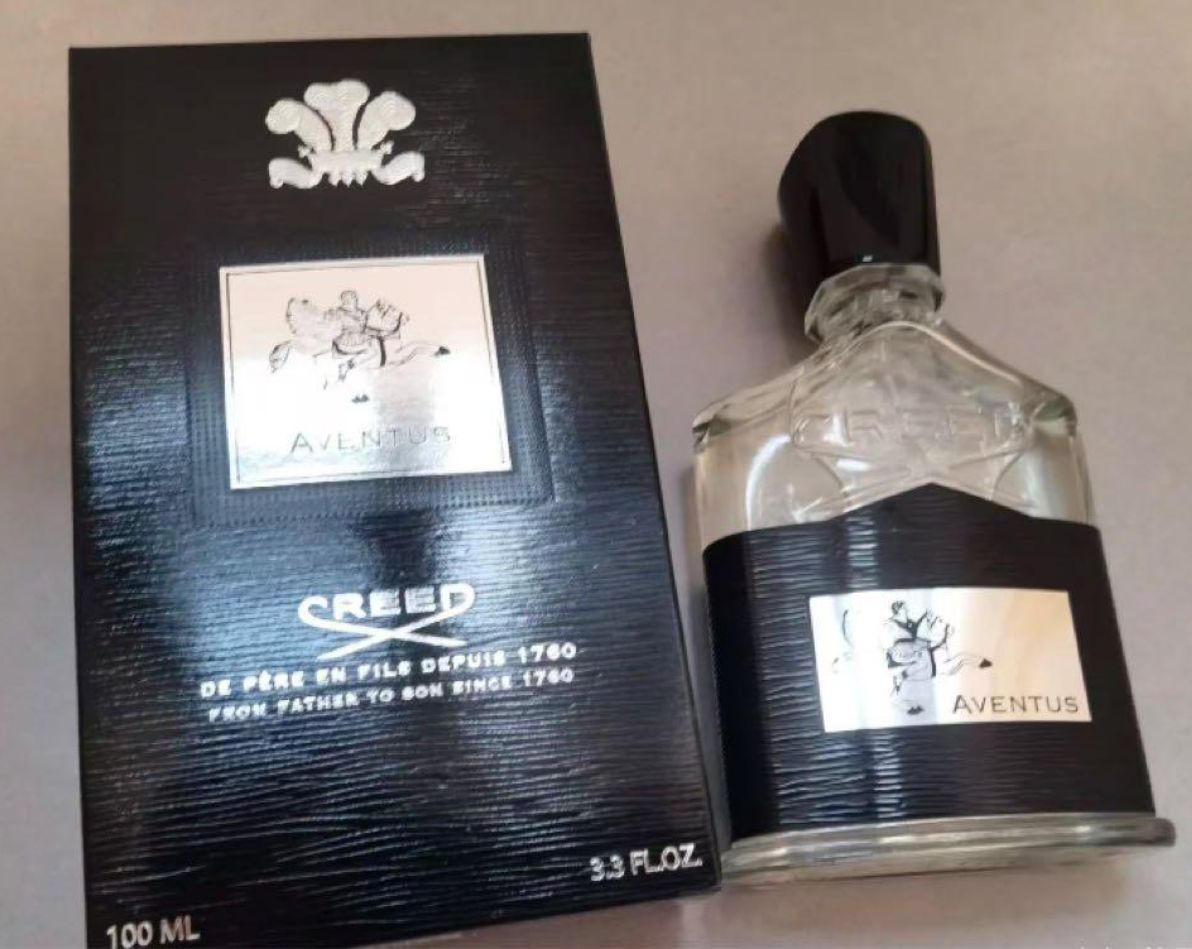 AVENTUS
CREED
DE PÈRE EN FILS DEPUIS 1760
FROM FATHER TO SON SINCE 1760
100 ML
3.3 FL.OZ.
CREED
AVENTUS